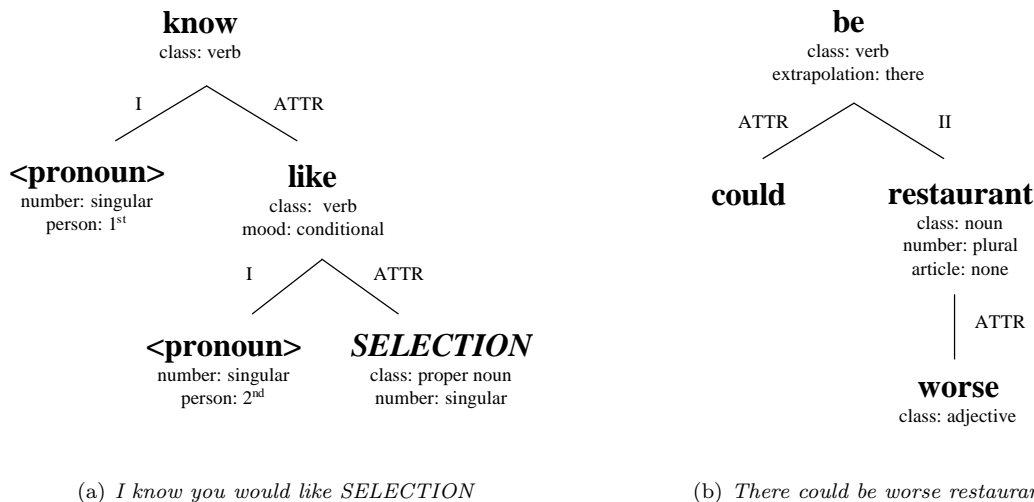 know
class: verb
I
ATTR
<pronoun>
number: singular
person: 1st
like
class: verb
mood: conditional
I
ATTR
<pronoun>
number: singular
person: 2nd
SELECTION
class: proper noun
number: singular
(a) I know you would like SELECTION
be
class: verb
extrapolation: there
ATTR
II
could
restaurant
class: noun
number: plural
article: none
ATTR
worse
class: adjective
(b) There could be worse